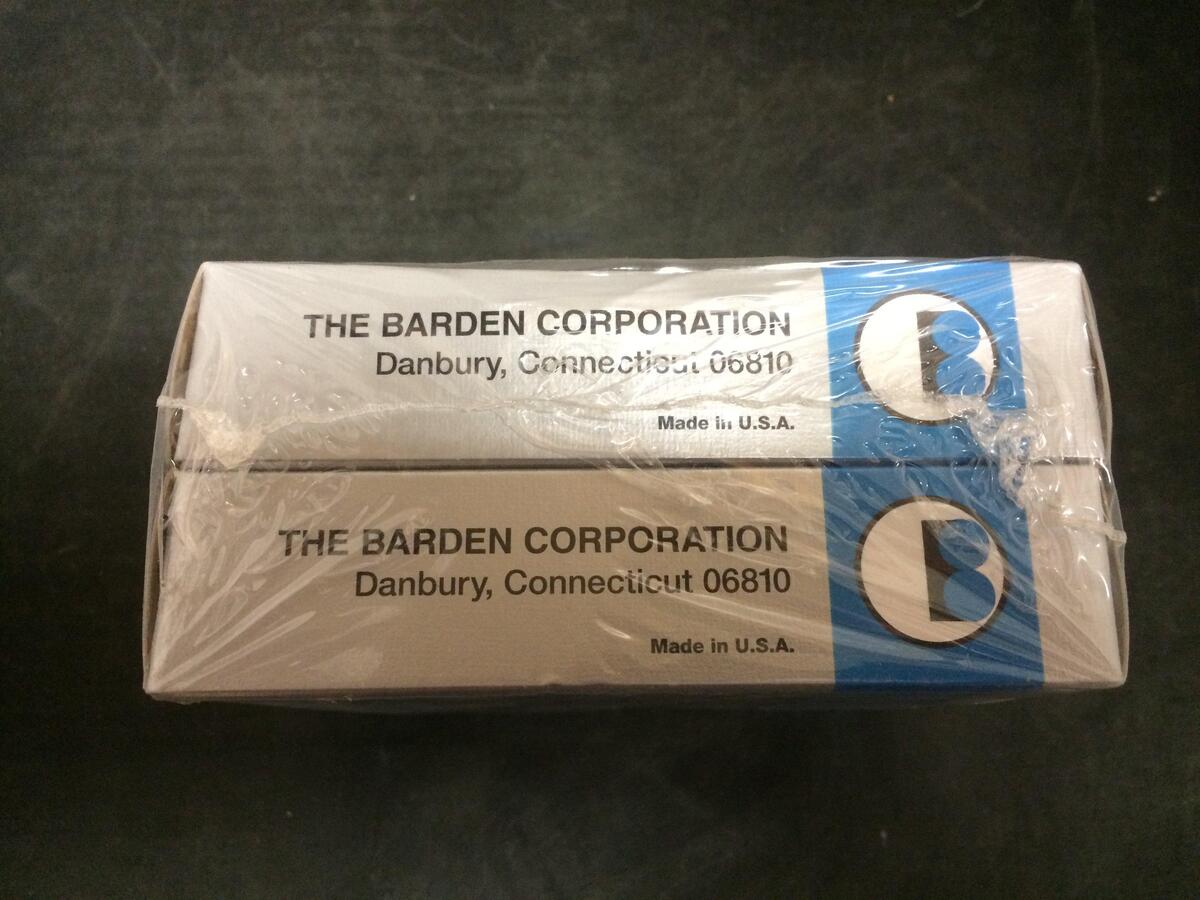 THE BARDEN CORPORATION
Danbury, Connecticut 06810
Made in U.S.A.
B
THE BARDEN CORPORATION
Danbury, Connecticut 06810
Made in U.S.A.
B